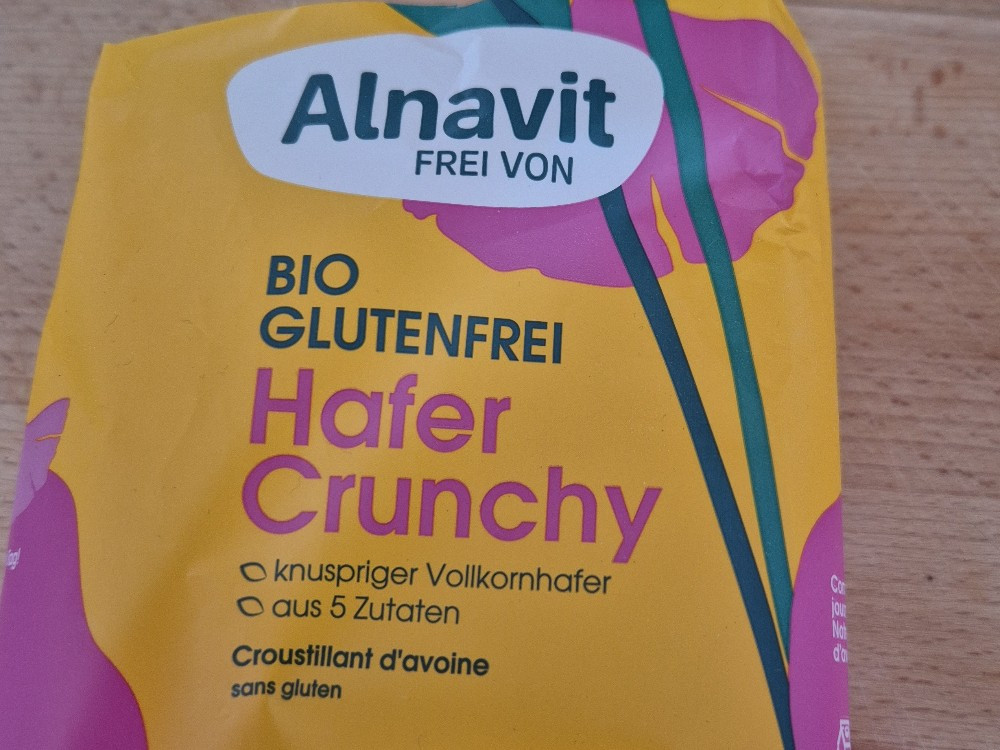 Alnavit
FREI VON
BIO
GLUTENFREI
Hafer
Crunchy
knuspriger Vollkornhafer
aus 5 Zutaten
Croustillant d'avoine
sans gluten